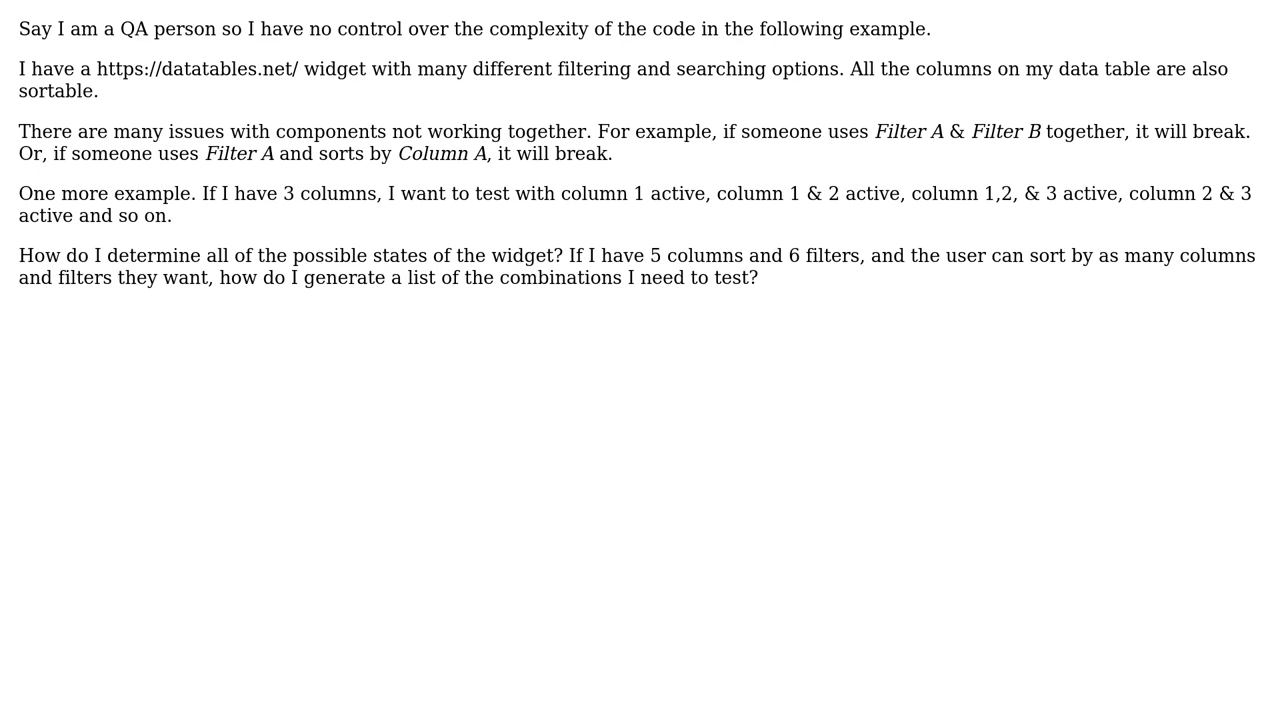 Say I am a QA person so I have no control over the complexity of the code in the following example.
I have a https://datatables.net/ widget with many different filtering and searching options. All the columns on my data table are also
sortable.
There are many issues with components not working together. For example, if someone uses Filter A & Filter B together, it will break.
Or, if someone uses Filter A and sorts by Column A, it will break.
One more example. If I have 3 columns, I want to test with column 1 active, column 1 & 2 active, column 1,2, & 3 active, column 2 & 3
active and so on.
How do I determine all of the possible states of the widget? If I have 5 columns and 6 filters, and the user can sort by as many columns
and filters they want, how do I generate a list of the combinations I need to test?